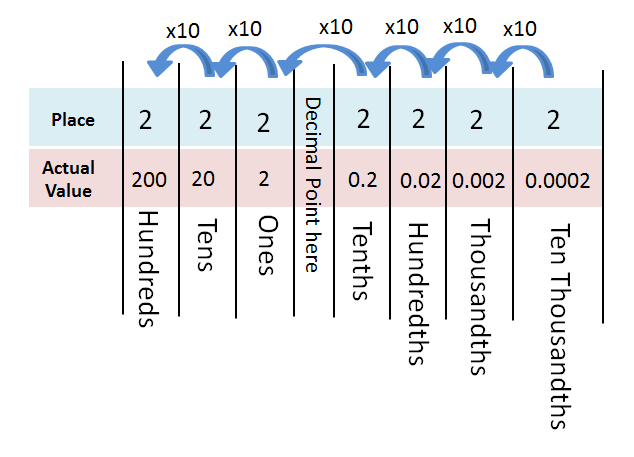 x10 x10 x10 x10 x10 x10
Place 2 2 2 2 2 2 2
Actual
Value 200 20 2 0.2 0.02 0.002 0.0002
Hundreds
Tens
Ones
Decimal Point here
Tenths
Hundredths
Thousandths
Ten Thousandths